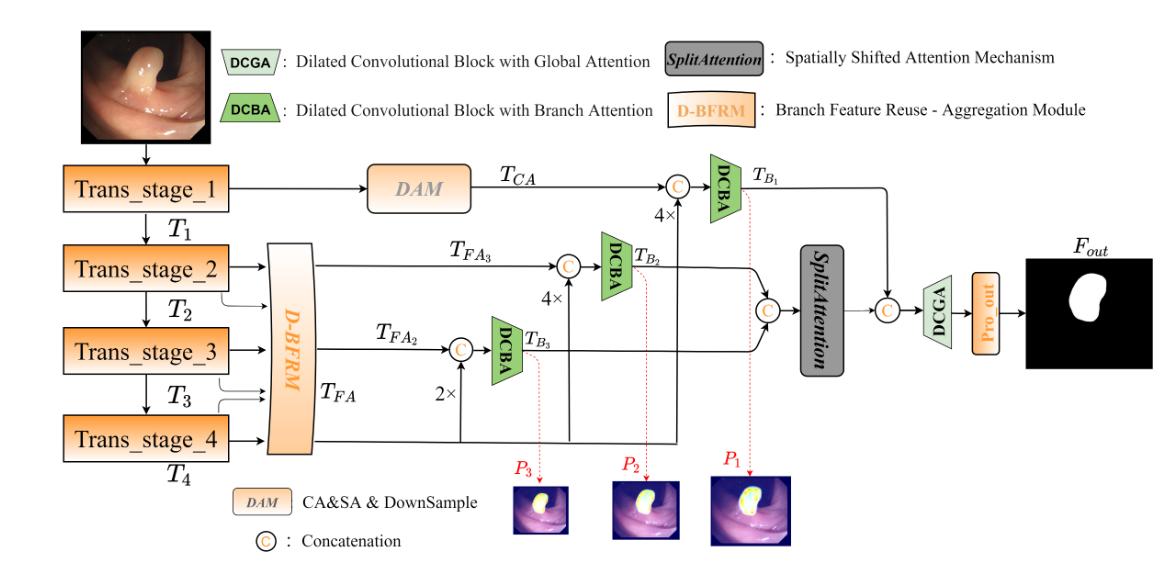 DCGA : Dilated Convolutional Block with Global Attention
SplitAttention : Spatially Shifted Attention Mechanism
DCBA : Dilated Convolutional Block with Branch Attention
D-BFRM : Branch Feature Reuse - Aggregation Module
Trans_stage_1
DAM
T_{CA}
C
4×
DCBA
T_{B_1}
T_1
Trans_stage_2
T_{FA_3}
C
4×
DCBA
T_{B_2}
SplitAttention
F_{out}
T_2
D-BFRM
C
C
DCGA
Pro_out
Trans_stage_3
T_{FA_2}
C
2×
DCBA
T_{B_3}
T_3
T_{FA}
Trans_stage_4
T_4
P_3
P_2
P_1
DAM CA&SA & DownSample
C : Concatenation